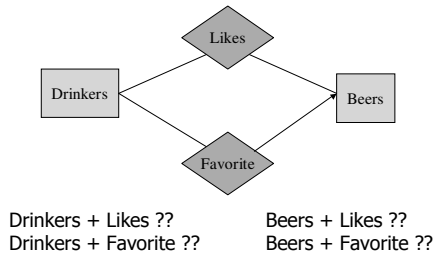 Likes
Drinkers
Beers
Favorite
Drinkers + Likes ??
Beers + Likes ??
Drinkers + Favorite ??
Beers + Favorite ??